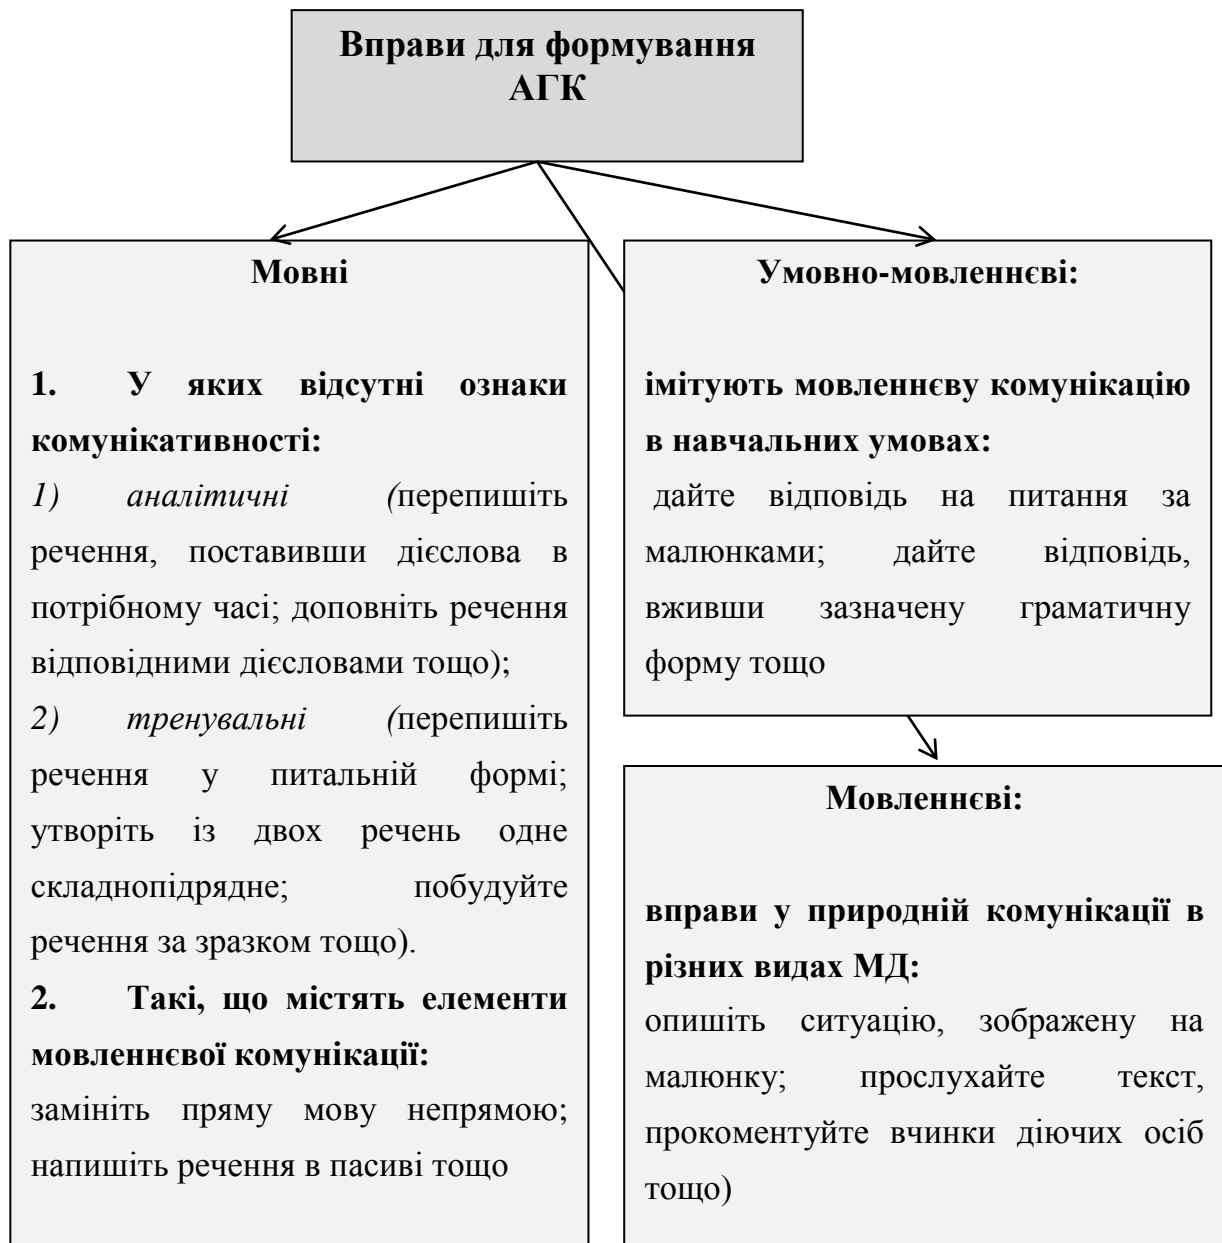 Вправи для формування
АГК
Мовні
1. У яких відсутні ознаки
комунікативності:
1) аналітичні (перепишіть
речення, поставивши дієслова в
потрібному часі; доповніть речення
відповідними дієсловами тощо);
2) тренувальні (перепишіть
речення у питальній формі;
утворіть із двох речень одне
складнопідрядне; побудуйте
речення за зразком тощо).
2. Такі, що містять елементи
мовленнєвої комунікації:
замініть пряму мову непрямою;
напишіть речення в пасиві тощо
Умовно-мовленнєві:
імітують мовленнєву комунікацію
в навчальних умовах:
дайте відповідь на питання за
малюнками; дайте відповідь,
вживши зазначену граматичну
форму тощо
Мовленнєві:
вправи у природній комунікації в
різних видах МД:
опишіть ситуацію, зображену на
малюнку; прослухайте текст,
прокоментуйте вчинки діючих осіб
тощо)